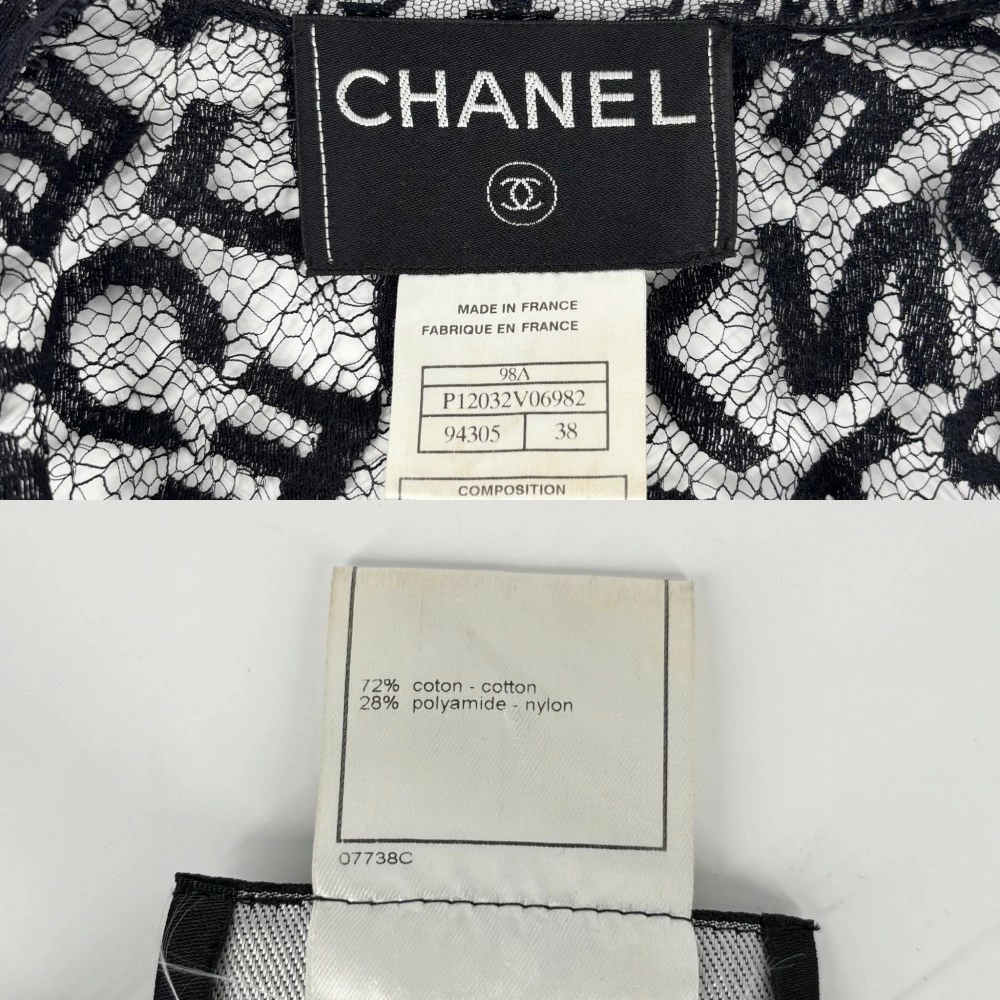 CHANEL
MADE IN FRANCE
FABRIQUE EN FRANCE
98A
P12032V06982
94305 38
COMPOSITION
72% coton - cotton
28% polyamide - nylon
07738C